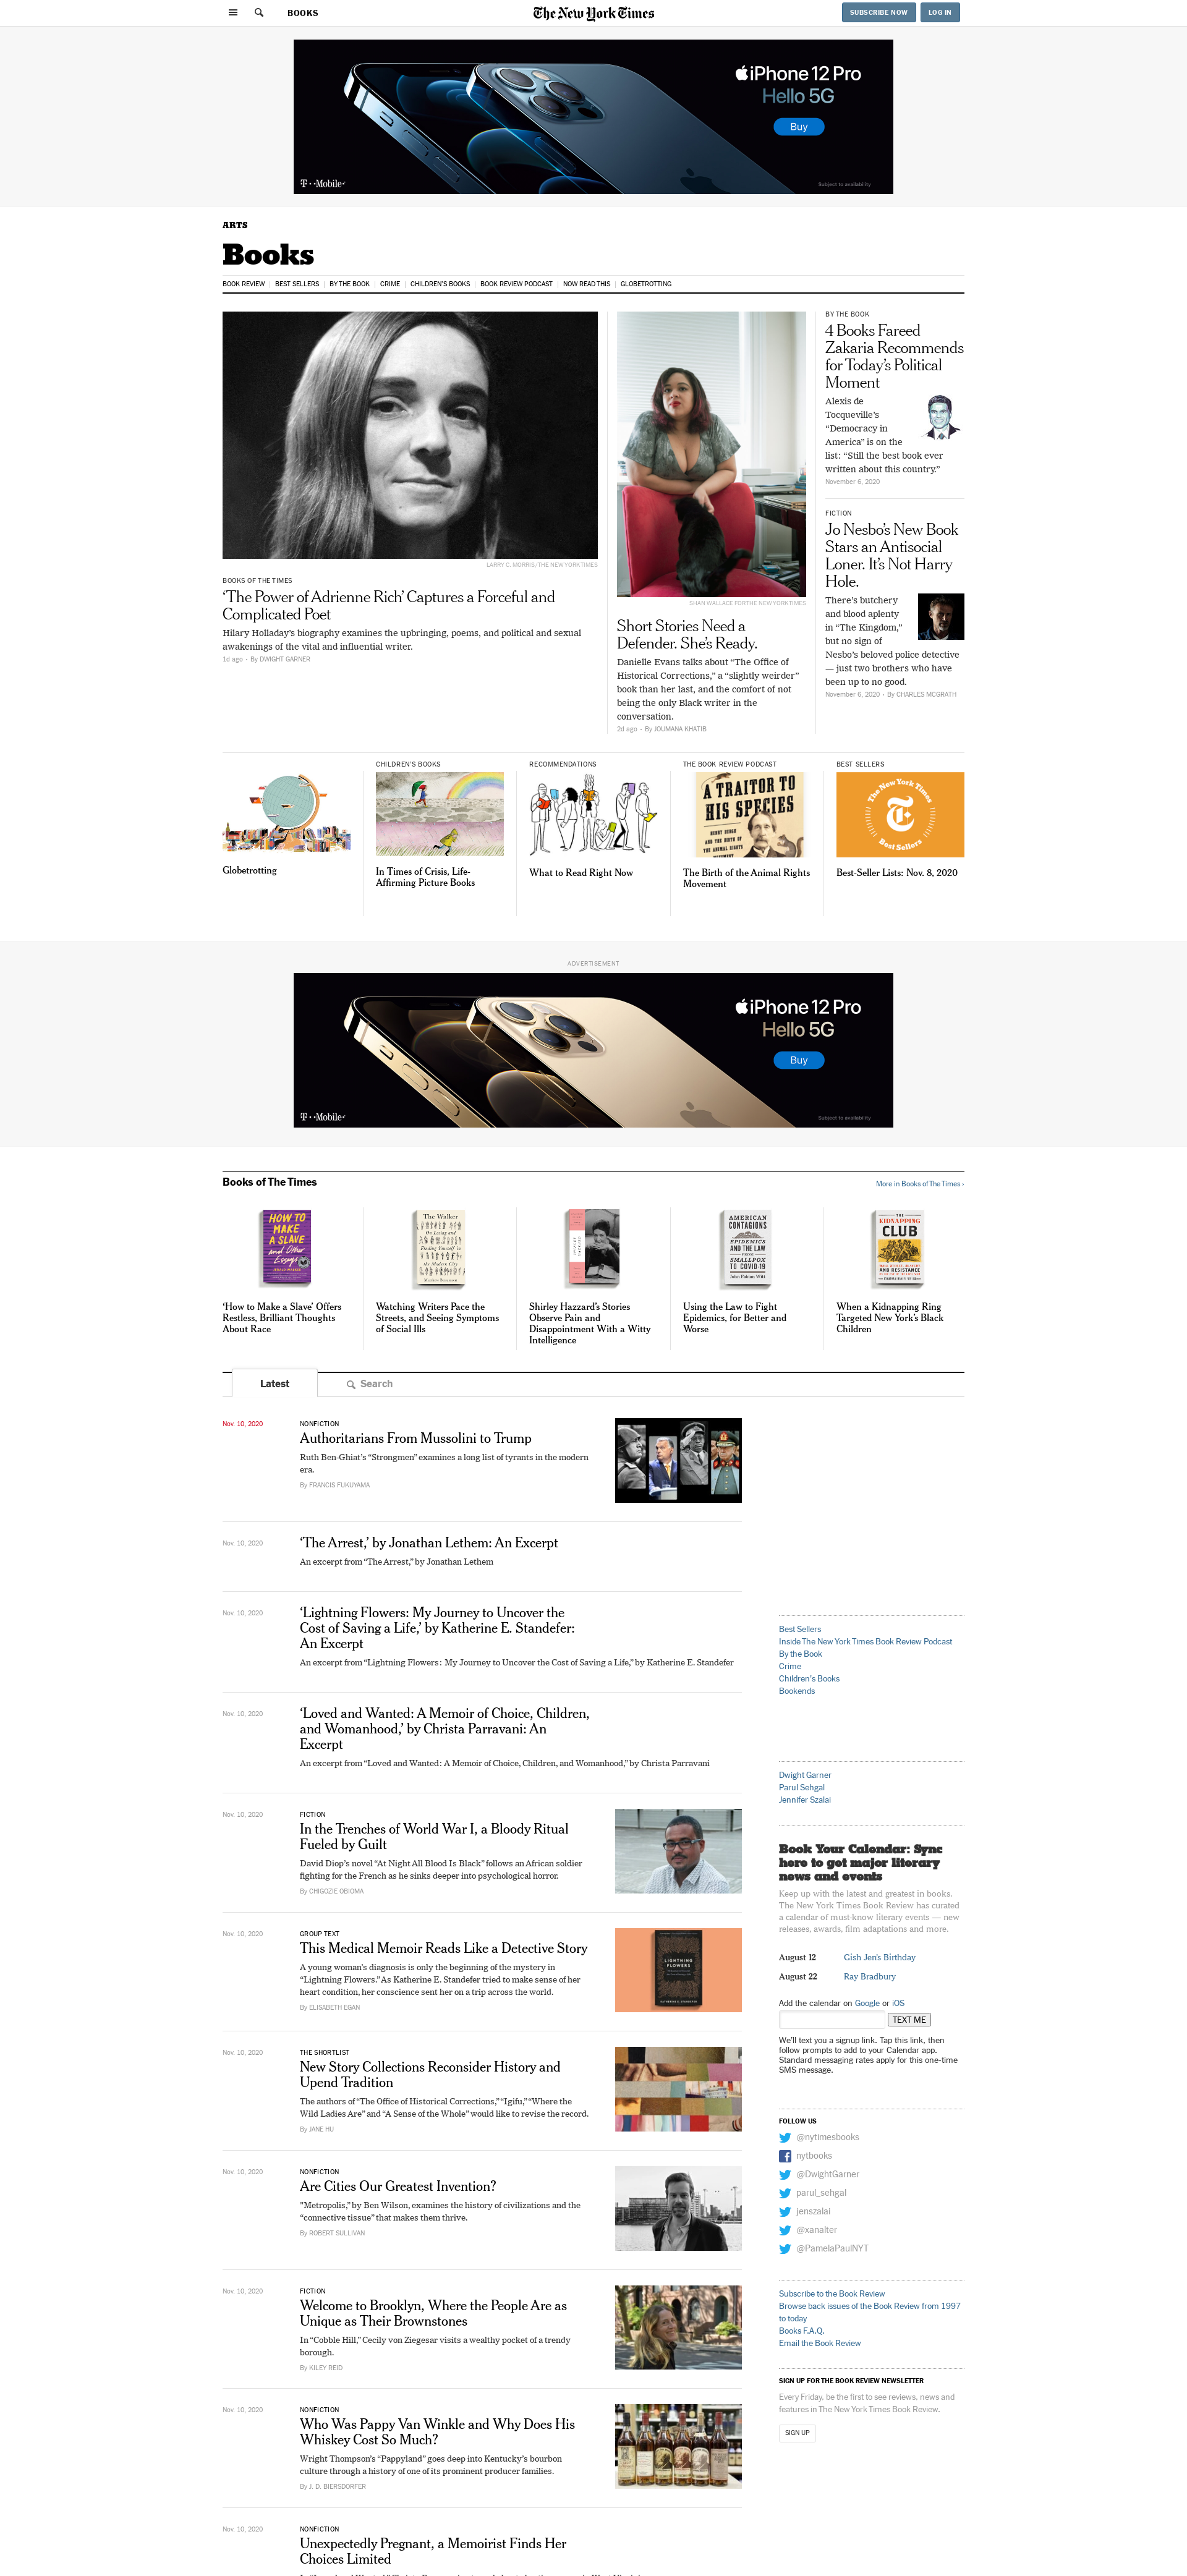 BOOKS
The New York Times
SUBSCRIBE NOW
LOG IN
iPhone 12 Pro
Hello 5G
Buy
T-Mobile
Subject to availability
ARTS
Books
BOOK REVIEW
BEST SELLERS
BY THE BOOK
CRIME
CHILDREN'S BOOKS
BOOK REVIEW PODCAST
NOW READ THIS
GLOBETROTTING
LARRY C. MORRIS/THE NEW YORK TIMES
BOOKS OF THE TIMES
‘The Power of Adrienne Rich’ Captures a Forceful and
Complicated Poet
Hilary Holladay’s biography examines the upbringing, poems, and political and sexual
awakenings of the vital and influential writer.
1d ago - By DWIGHT GARNER
SHAN WALLACE FOR THE NEW YORK TIMES
Short Stories Need a
Defender. She’s Ready.
Danielle Evans talks about “The Office of
Historical Corrections,” a “slightly weirder”
book than her last, and the comfort of not
being the only Black writer in the
conversation.
2d ago - By JOUMANA KHATIB
BY THE BOOK
4 Books Fareed
Zakaria Recommends
for Today’s Political
Moment
Alexis de
Tocqueville’s
“Democracy in
America” is on the
list: “Still the best book ever
written about this country.”
November 6, 2020
FICTION
Jo Nesbo’s New Book
Stars an Antisocial
Loner. It’s Not Harry
Hole.
There’s butchery
and blood aplenty
in “The Kingdom,”
but no sign of
Nesbo’s beloved police detective
— just two brothers who have
been up to no good.
November 6, 2020 - By CHARLES MCGRATH
Globetrotting
CHILDREN’S BOOKS
In Times of Crisis, Life-
Affirming Picture Books
RECOMMENDATIONS
What to Read Right Now
THE BOOK REVIEW PODCAST
A TRAITOR TO
HIS SPECIES
HENRY BERGH
AND THE BIRTH OF
THE ANIMAL RIGHTS
MOVEMENT
The Birth of the Animal Rights
Movement
BEST SELLERS
The New York Times
T
Best Sellers
Best-Seller Lists: Nov. 8, 2020
ADVERTISEMENT
iPhone 12 Pro
Hello 5G
Buy
T-Mobile
Subject to availability
Books of The Times
More in Books of The Times ›
HOW TO
MAKE
A SLAVE
and Other
Essays
‘How to Make a Slave’ Offers
Restless, Brilliant Thoughts
About Race
The Walker
On Losing and
Finding Yourself in
the Modern City
Matthew Beaumont
Watching Writers Pace the
Streets, and Seeing Symptoms
of Social Ills
Shirley Hazzard’s Stories
Observe Pain and
Disappointment With a Witty
Intelligence
AMERICAN
CONTAGIONS
EPIDEMICS
AND THE LAW
FROM
SMALLPOX
TO COVID-19
John Fabian Witt
Using the Law to Fight
Epidemics, for Better and
Worse
THE
KIDNAPPING
CLUB
AND RESISTANCE
When a Kidnapping Ring
Targeted New York’s Black
Children
Latest
Search
Nov. 10, 2020
NONFICTION
Authoritarians From Mussolini to Trump
Ruth Ben-Ghiat’s “Strongmen” examines a long list of tyrants in the modern
era.
By FRANCIS FUKUYAMA
Nov. 10, 2020
‘The Arrest,’ by Jonathan Lethem: An Excerpt
An excerpt from “The Arrest,” by Jonathan Lethem
Nov. 10, 2020
‘Lightning Flowers: My Journey to Uncover the
Cost of Saving a Life,’ by Katherine E. Standefer:
An Excerpt
An excerpt from “Lightning Flowers: My Journey to Uncover the Cost of Saving a Life,” by Katherine E. Standefer
Nov. 10, 2020
‘Loved and Wanted: A Memoir of Choice, Children,
and Womanhood,’ by Christa Parravani: An
Excerpt
An excerpt from “Loved and Wanted: A Memoir of Choice, Children, and Womanhood,” by Christa Parravani
Nov. 10, 2020
FICTION
In the Trenches of World War I, a Bloody Ritual
Fueled by Guilt
David Diop’s novel “At Night All Blood Is Black” follows an African soldier
fighting for the French as he sinks deeper into psychological horror.
By CHIGOZIE OBIOMA
Nov. 10, 2020
GROUP TEXT
This Medical Memoir Reads Like a Detective Story
A young woman’s diagnosis is only the beginning of the mystery in
“Lightning Flowers.” As Katherine E. Standefer tried to make sense of her
heart condition, her conscience sent her on a trip across the world.
By ELISABETH EGAN
LIGHTNING
FLOWERS
Nov. 10, 2020
THE SHORTLIST
New Story Collections Reconsider History and
Upend Tradition
The authors of “The Office of Historical Corrections,” “Igifu,” “Where the
Wild Ladies Are” and “A Sense of the Whole” would like to revise the record.
By JANE HU
Nov. 10, 2020
NONFICTION
Are Cities Our Greatest Invention?
"Metropolis,” by Ben Wilson, examines the history of civilizations and the
“connective tissue” that makes them thrive.
By ROBERT SULLIVAN
Nov. 10, 2020
FICTION
Welcome to Brooklyn, Where the People Are as
Unique as Their Brownstones
In “Cobble Hill,” Cecily von Ziegesar visits a wealthy pocket of a trendy
borough.
By KILEY REID
Nov. 10, 2020
NONFICTION
Who Was Pappy Van Winkle and Why Does His
Whiskey Cost So Much?
Wright Thompson’s “Pappyland” goes deep into Kentucky’s bourbon
culture through a history of one of its prominent producer families.
By J. D. BIERSDORFER
Nov. 10, 2020
NONFICTION
Unexpectedly Pregnant, a Memoirist Finds Her
Choices Limited
Best Sellers
Inside The New York Times Book Review Podcast
By the Book
Crime
Children's Books
Bookends
Dwight Garner
Parul Sehgal
Jennifer Szalai
Book Your Calendar: Sync
here to get major literary
news and events
Keep up with the latest and greatest in books.
The New York Times Book Review has curated
a calendar of must-know literary events — new
releases, awards, film adaptations and more.
August 12
Gish Jen's Birthday
August 22
Ray Bradbury
Add the calendar on Google or iOS
TEXT ME
We'll text you a signup link. Tap this link, then
follow prompts to add to your Calendar app.
Standard messaging rates apply for this one-time
SMS message.
FOLLOW US
@nytimesbooks
nytbooks
@DwightGarner
parul_sehgal
jenszalai
@xanalter
@PamelaPaulNYT
Subscribe to the Book Review
Browse back issues of the Book Review from 1997
to today
Books F.A.Q.
Email the Book Review
SIGN UP FOR THE BOOK REVIEW NEWSLETTER
Every Friday, be the first to see reviews, news and
features in The New York Times Book Review.
SIGN UP